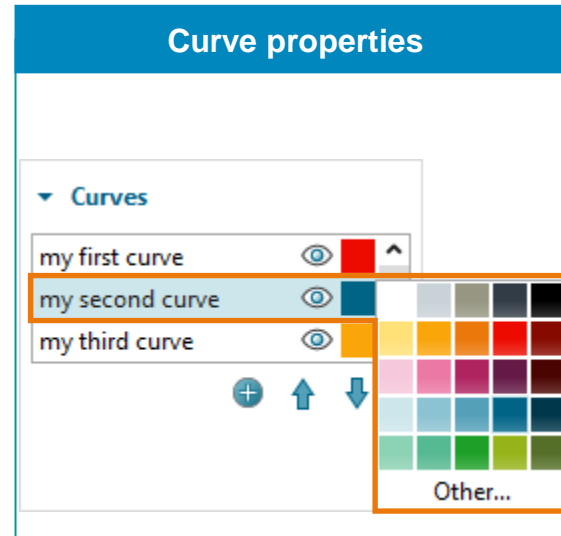 Curve properties
Curves
my first curve
my second curve
my third curve
Other...